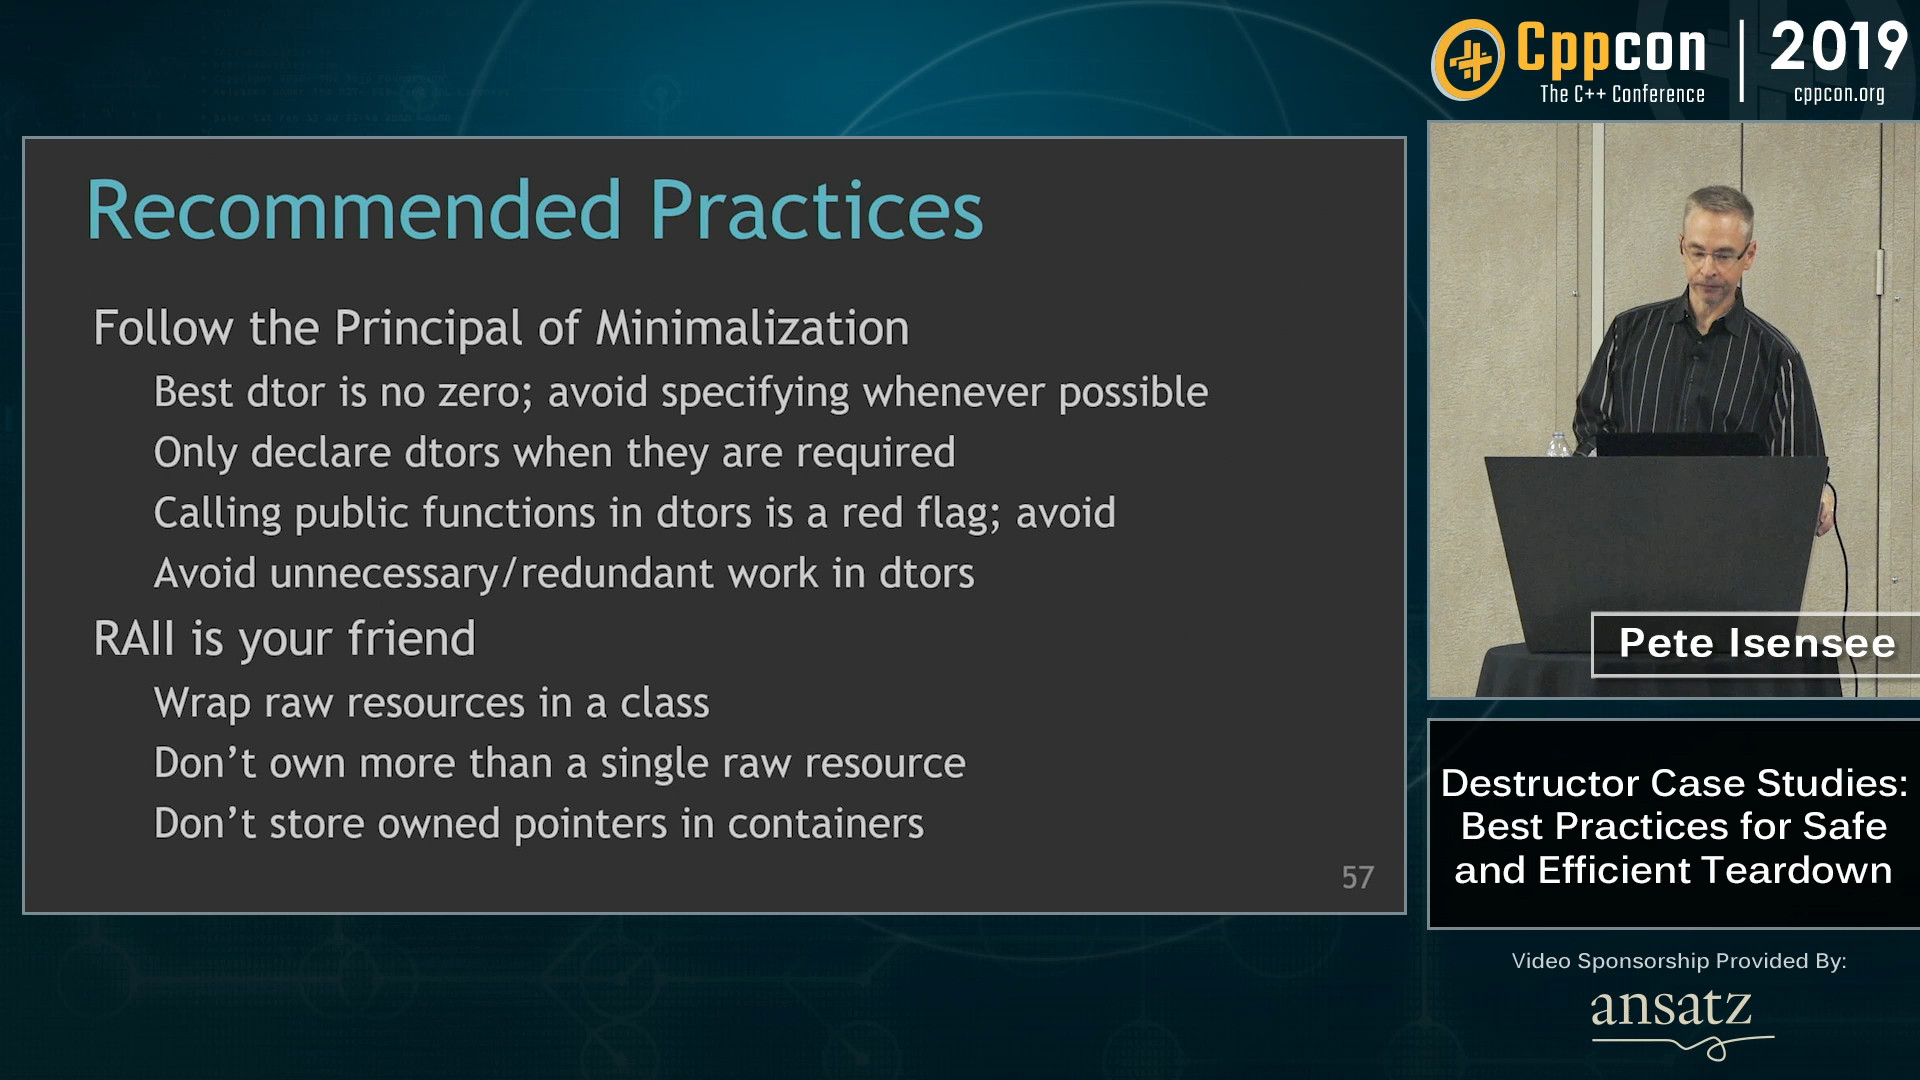 Cppcon
The C++ Conference
2019
cppcon.org
Recommended Practices
Follow the Principal of Minimalization
Best dtor is no zero; avoid specifying whenever possible
Only declare dtors when they are required
Calling public functions in dtors is a red flag; avoid
Avoid unnecessary/redundant work in dtors
RAII is your friend
Wrap raw resources in a class
Don’t own more than a single raw resource
Don’t store owned pointers in containers
57
Pete Isensee
Destructor Case Studies:
Best Practices for Safe
and Efficient Teardown
Video Sponsorship Provided By:
ansatz